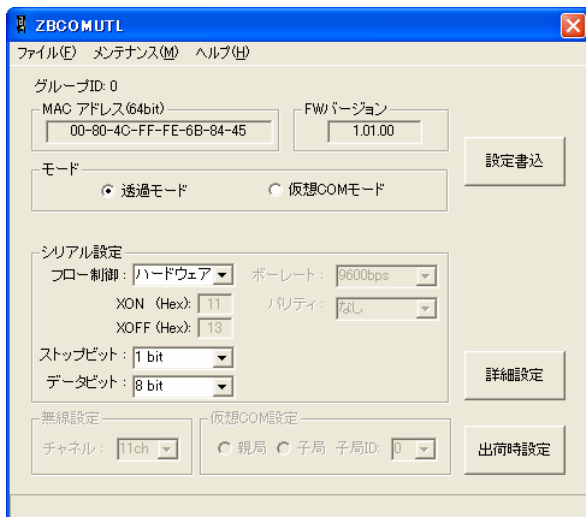 ZBCOMUTL
ファイル(F) メンテナンス(M) ヘルプ(H)
グループID: 0
MAC アドレス(64bit)
00-80-4C-FF-FE-6B-84-45
FWバージョン
1.01.00
設定書込
モード
透過モード 仮想COMモード
シリアル設定
フロー制御: ハードウェア ボーレート: 9600bps
XON (Hex): 11 パリティ: なし
XOFF (Hex): 13
ストップビット: 1 bit
データビット: 8 bit
詳細設定
無線設定
チャネル: 11ch
仮想COM設定
親局 子局 子局ID: 0
出荷時設定